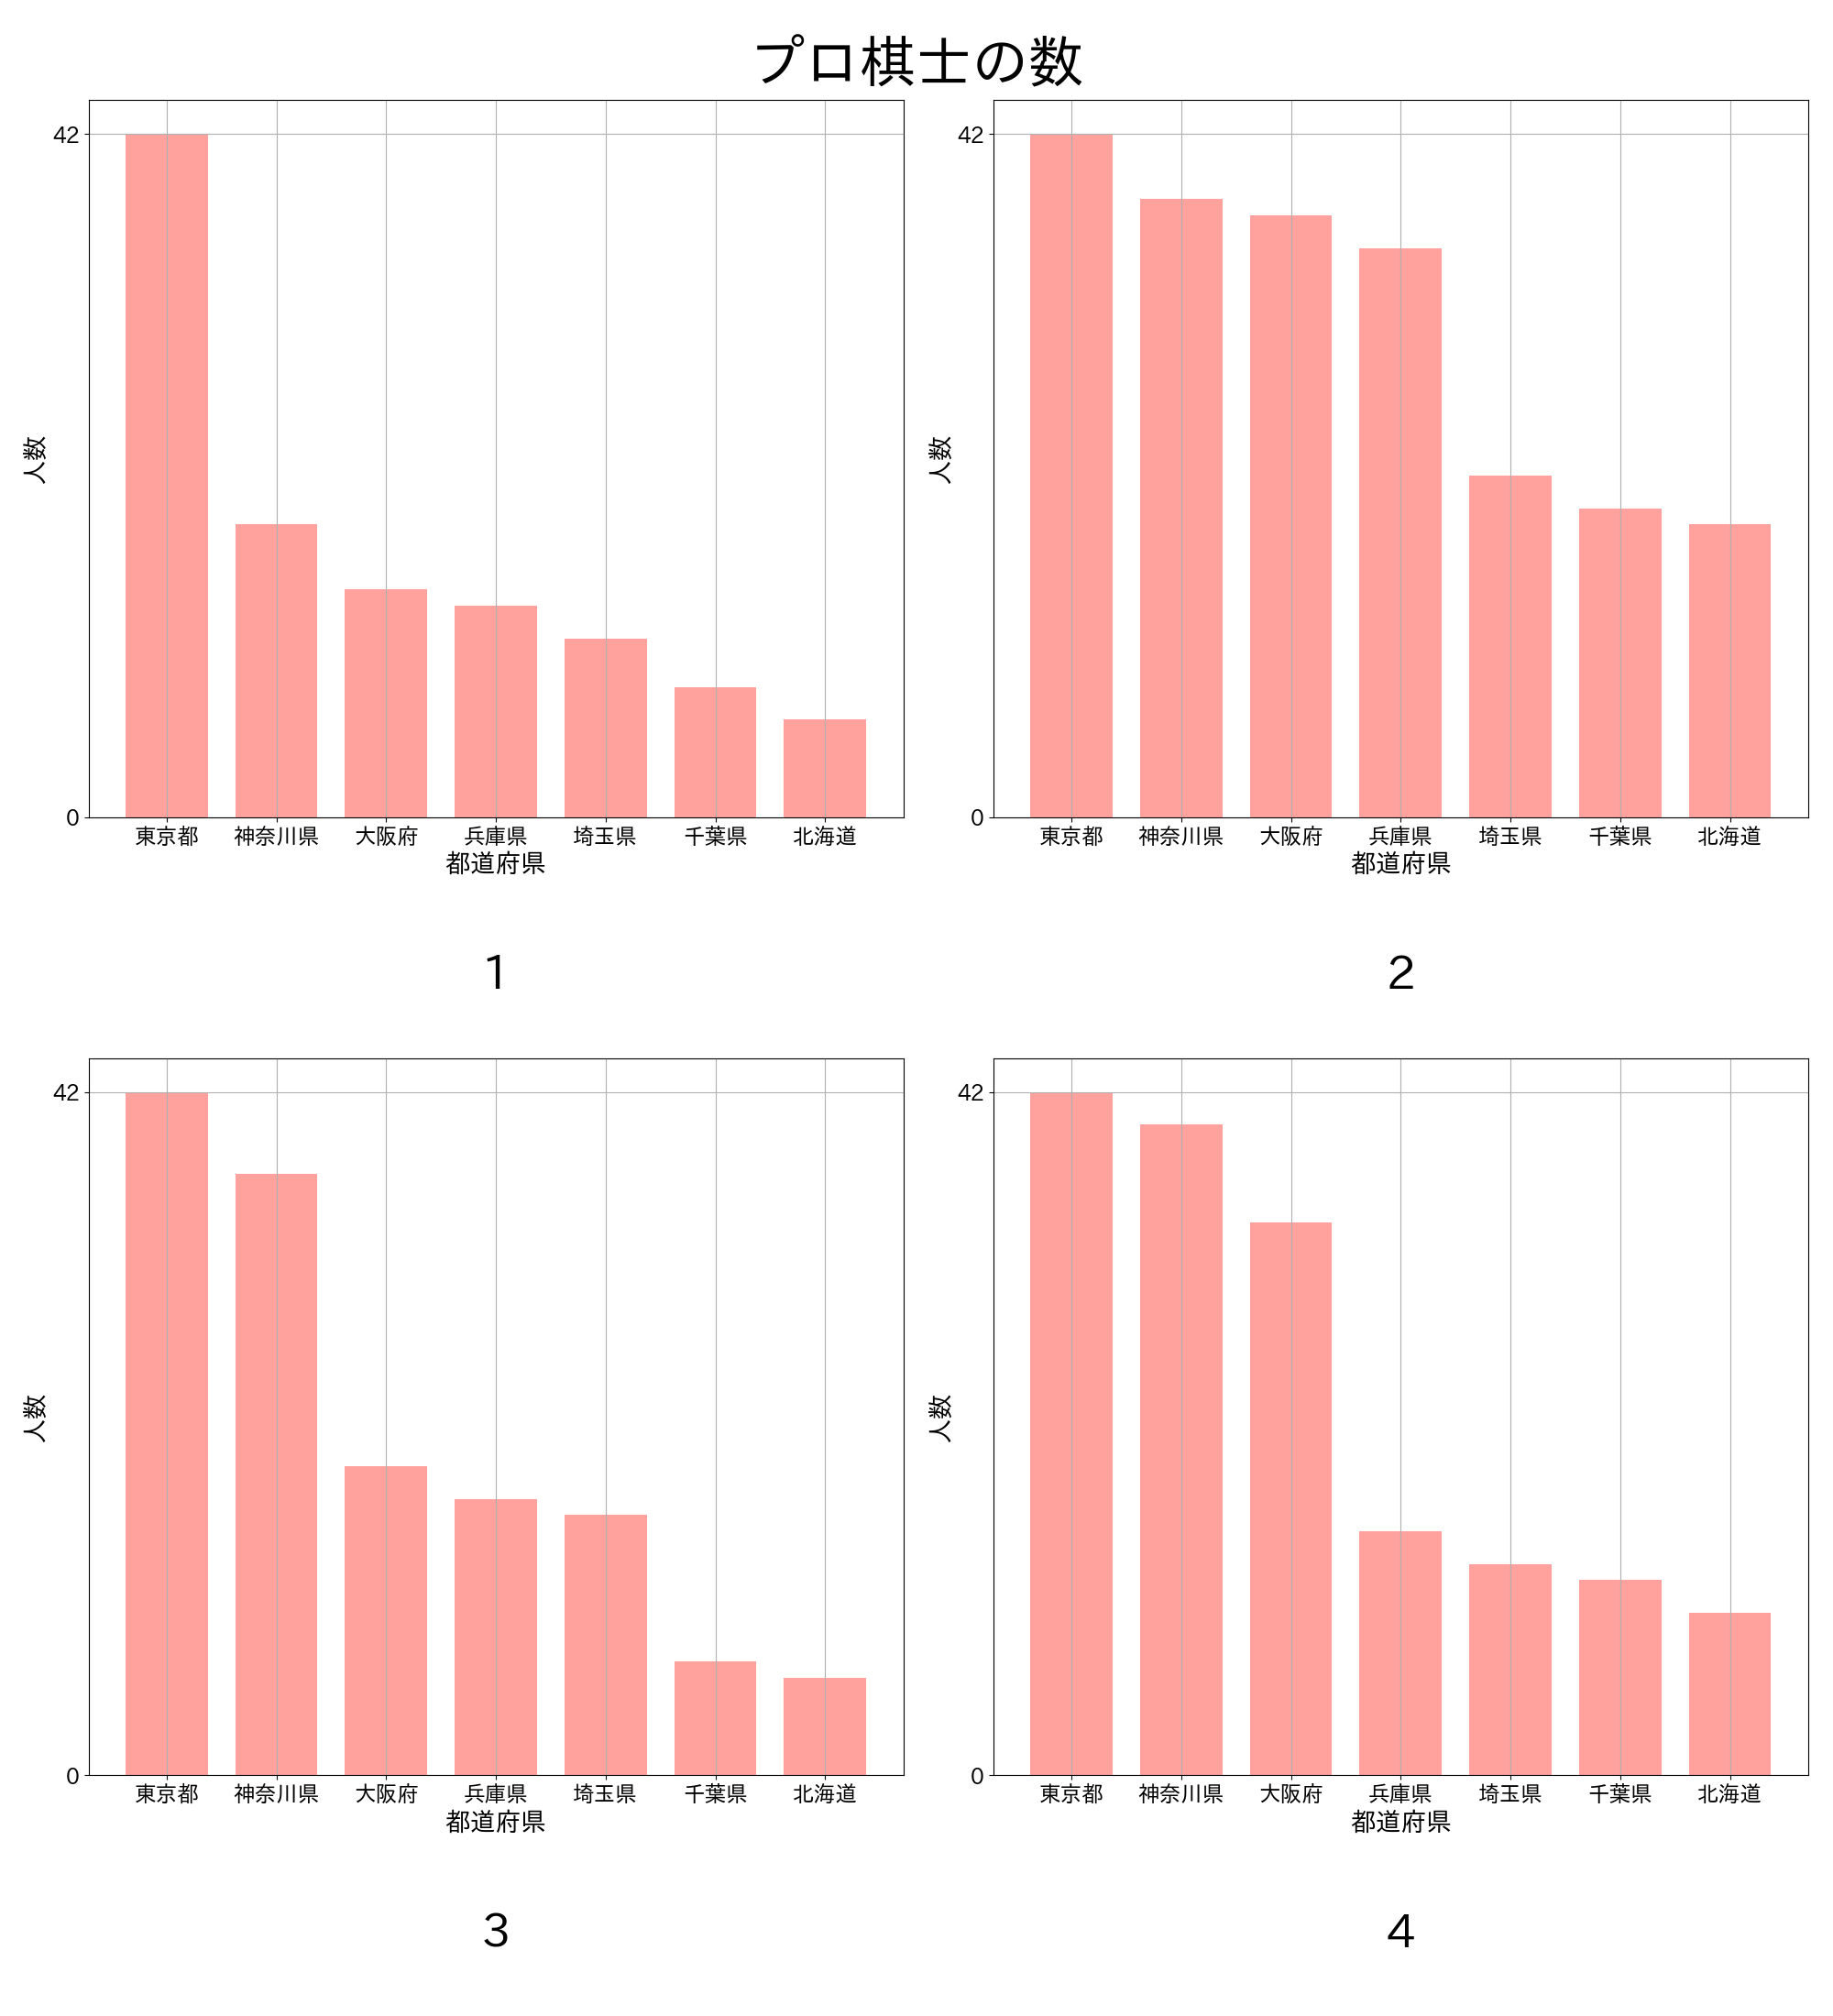 プロ棋士の数
42
0
人数
東京都 神奈川県 大阪府 兵庫県 埼玉県 千葉県 北海道
都道府県
1
42
0
人数
東京都 神奈川県 大阪府 兵庫県 埼玉県 千葉県 北海道
都道府県
2
42
0
人数
東京都 神奈川県 大阪府 兵庫県 埼玉県 千葉県 北海道
都道府県
3
42
0
人数
東京都 神奈川県 大阪府 兵庫県 埼玉県 千葉県 北海道
都道府県
4